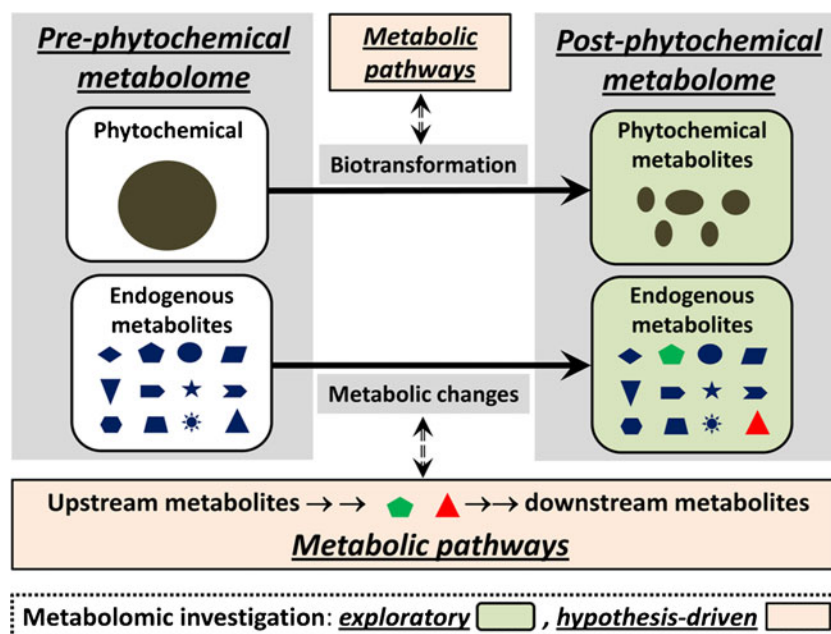 Pre-phytochemical
metabolome
Metabolic
pathways
Post-phytochemical
metabolome
Phytochemical
Biotransformation
Phytochemical
metabolites
Endogenous
metabolites
Metabolic changes
Endogenous
metabolites
Upstream metabolites →→ →→ downstream metabolites
Metabolic pathways
Metabolomic investigation: exploratory , hypothesis-driven